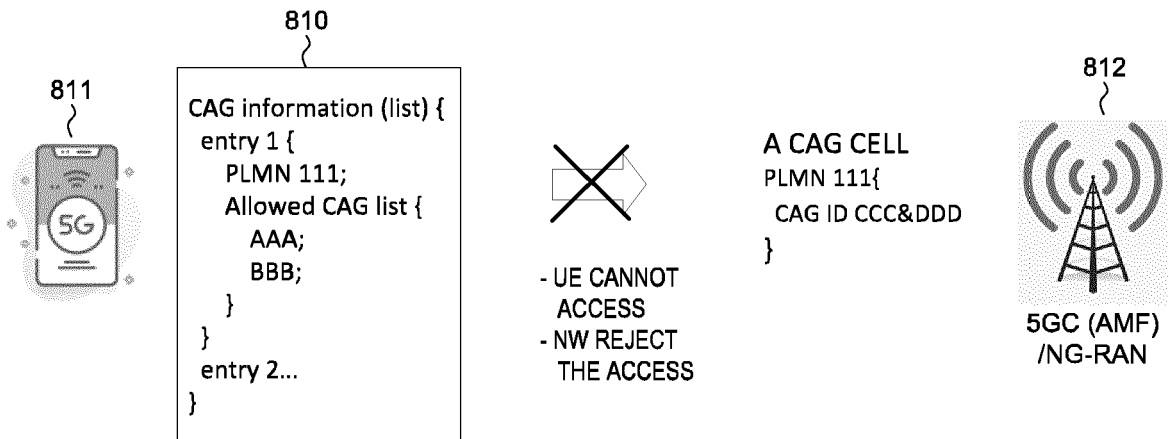 810
811
5G
CAG information (list) {
entry 1 {
PLMN 111;
Allowed CAG list {
AAA;
BBB;
}
}
entry 2...
}
- UE CANNOT
ACCESS
- NW REJECT
THE ACCESS
A CAG CELL
PLMN 111{
CAG ID CCC&DDD
}
812
5GC (AMF)
/NG-RAN